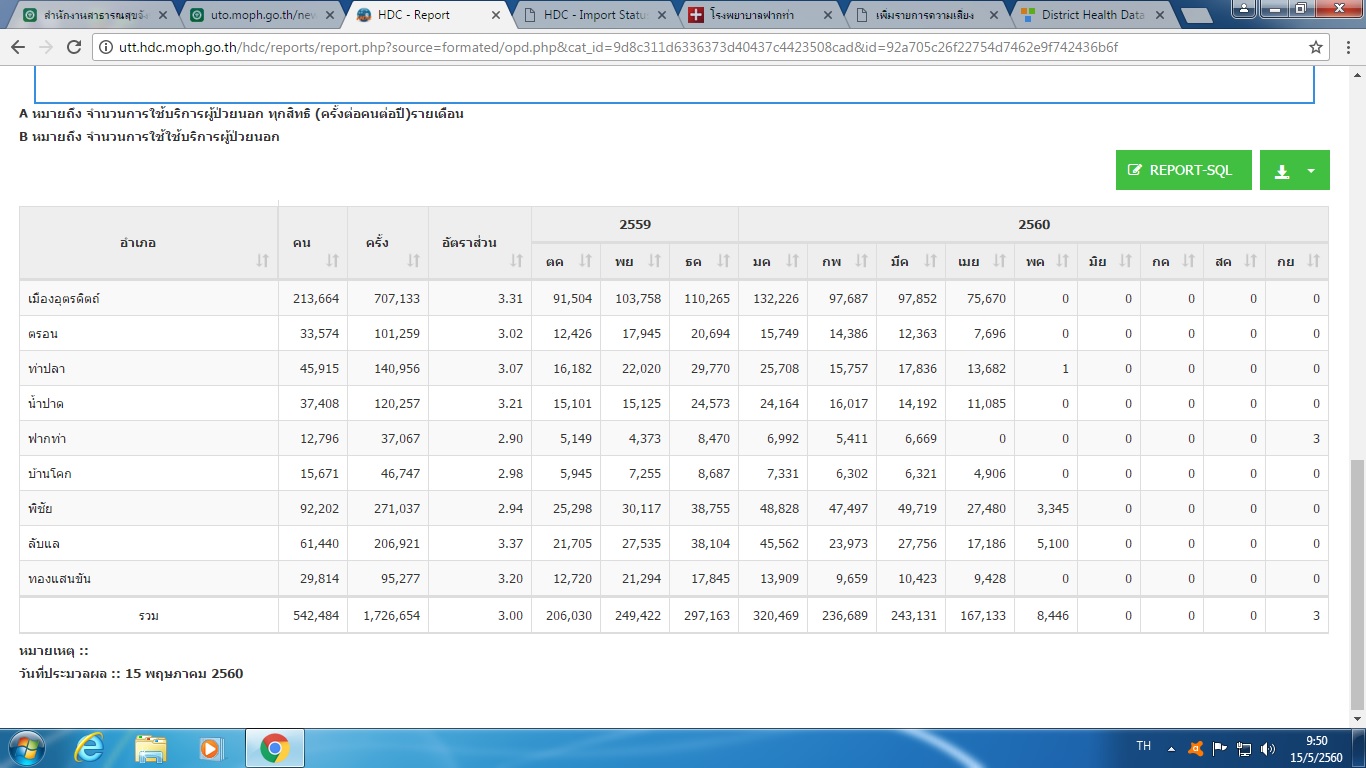 สำนักงานสาธารณสุขจัง
uto.moph.go.th/new
HDC - Report
HDC - Import Status
โรงพยาบาลฟากท่า
เพิ่มรายการความเสี่ยง
District Health Data
utt.hdc.moph.go.th/hdc/reports/report.php?source=formated/opd.php&cat_id=9d8c311d6336373d40437c4423508cad&id=92a705c26f22754d7462e9f742436b6f
A หมายถึง จำนวนการใช้บริการผู้ป่วยนอก ทุกสิทธิ (ครั้งต่อคนต่อปี)รายเดือน
B หมายถึง จำนวนการใช้ใช้บริการผู้ป่วยนอก
REPORT-SQL
อำเภอ คน ครั้ง อัตราส่วน 2559 2560
ตค พย ธค มค กพ มีค เมย พค มิย กค สค กย
เมืองอุตรดิตถ์ 213,664 707,133 3.31 91,504 103,758 110,265 132,226 97,687 97,852 75,670 0 0 0 0 0
ตรอน 33,574 101,259 3.02 12,426 17,945 20,694 15,749 14,386 12,363 7,696 0 0 0 0 0
ท่าปลา 45,915 140,956 3.07 16,182 22,020 29,770 25,708 15,757 17,836 13,682 1 0 0 0 0
น้ำปาด 37,408 120,257 3.21 15,101 15,125 24,573 24,164 16,017 14,192 11,085 0 0 0 0 0
ฟากท่า 12,796 37,067 2.90 5,149 4,373 8,470 6,992 5,411 6,669 0 0 0 0 0 3
บ้านโคก 15,671 46,747 2.98 5,945 7,255 8,687 7,331 6,302 6,321 4,906 0 0 0 0 0
พิชัย 92,202 271,037 2.94 25,298 30,117 38,755 48,828 47,497 49,719 27,480 3,345 0 0 0 0
ลับแล 61,440 206,921 3.37 21,705 27,535 38,104 45,562 23,973 27,756 17,186 5,100 0 0 0 0
ทองแสนขัน 29,814 95,277 3.20 12,720 21,294 17,845 13,909 9,659 10,423 9,428 0 0 0 0 0
รวม 542,484 1,726,654 3.00 206,030 249,422 297,163 320,469 236,689 243,131 167,133 8,446 0 0 0 3
หมายเหตุ ::
วันที่ประมวลผล :: 15 พฤษภาคม 2560
TH
9:50
15/5/2560